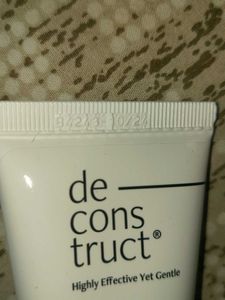 de
cons
truct®
Highly Effective Yet Gentle